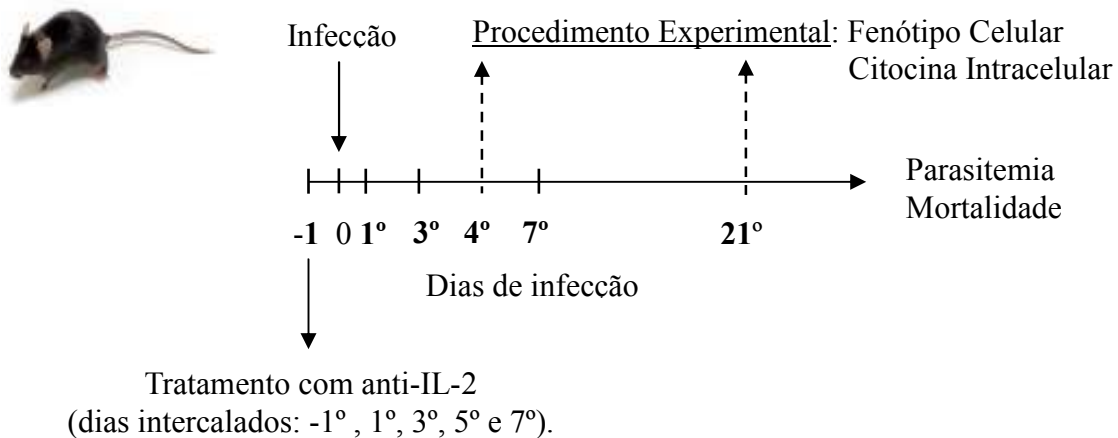 Infecção
Procedimento Experimental: Fenótipo Celular
Citocina Intracelular
Parasitemia
Mortalidade
-1 0 1º 3º 4º 7º 21º
Dias de infecção
Tratamento com anti-IL-2
(dias intercalados: -1º , 1º, 3º, 5º e 7º).